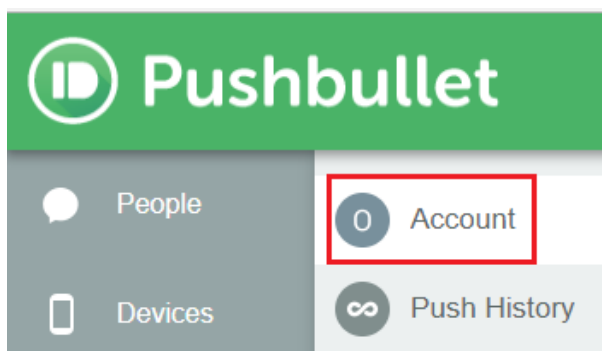 Pushbullet
People
O Account
Devices
Push History